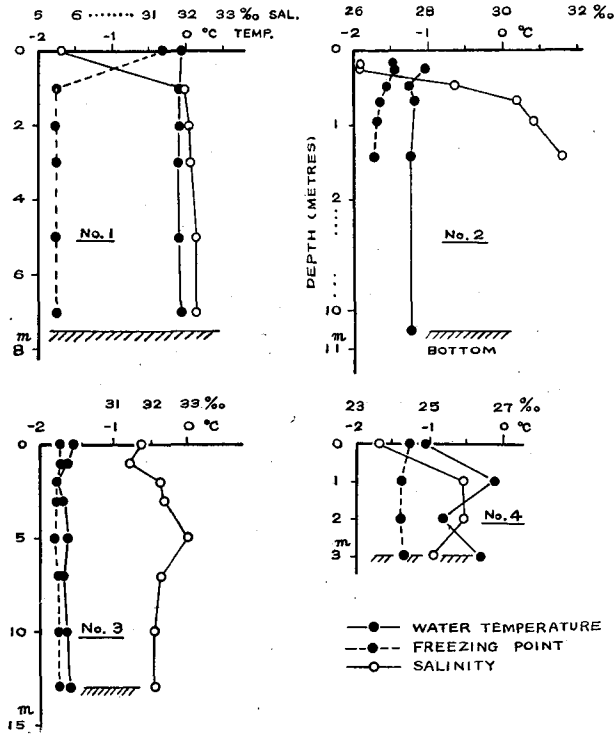 5 6 ········ 31 32 33 ‰ SAL.
-2 -1 0 °C TEMP.
0
2
4
6
m
8
No. 1
26 28 30 32 ‰
-2 -1 0 °C
0
1
2
10
m
11
DEPTH (METRES)
No. 2
BOTTOM
31 32 33 ‰
-2 -1 0 °C
0
5
10
m
15
No. 3
23 25 27 ‰
-2 -1 0 °C
0
1
2
m
3
No. 4
WATER TEMPERATURE
FREEZING POINT
SALINITY